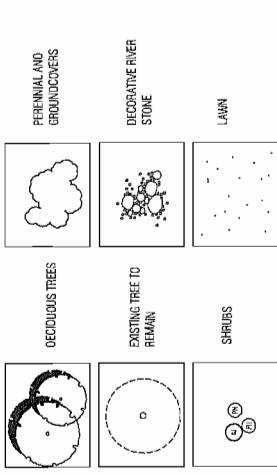 DECIDUOUS TREES
EXISTING TREE TO
REMAIN
SHRUBS
PERENNIAL AND
GROUNDCOVERS
DECORATIVE RIVER
STONE
LAWN